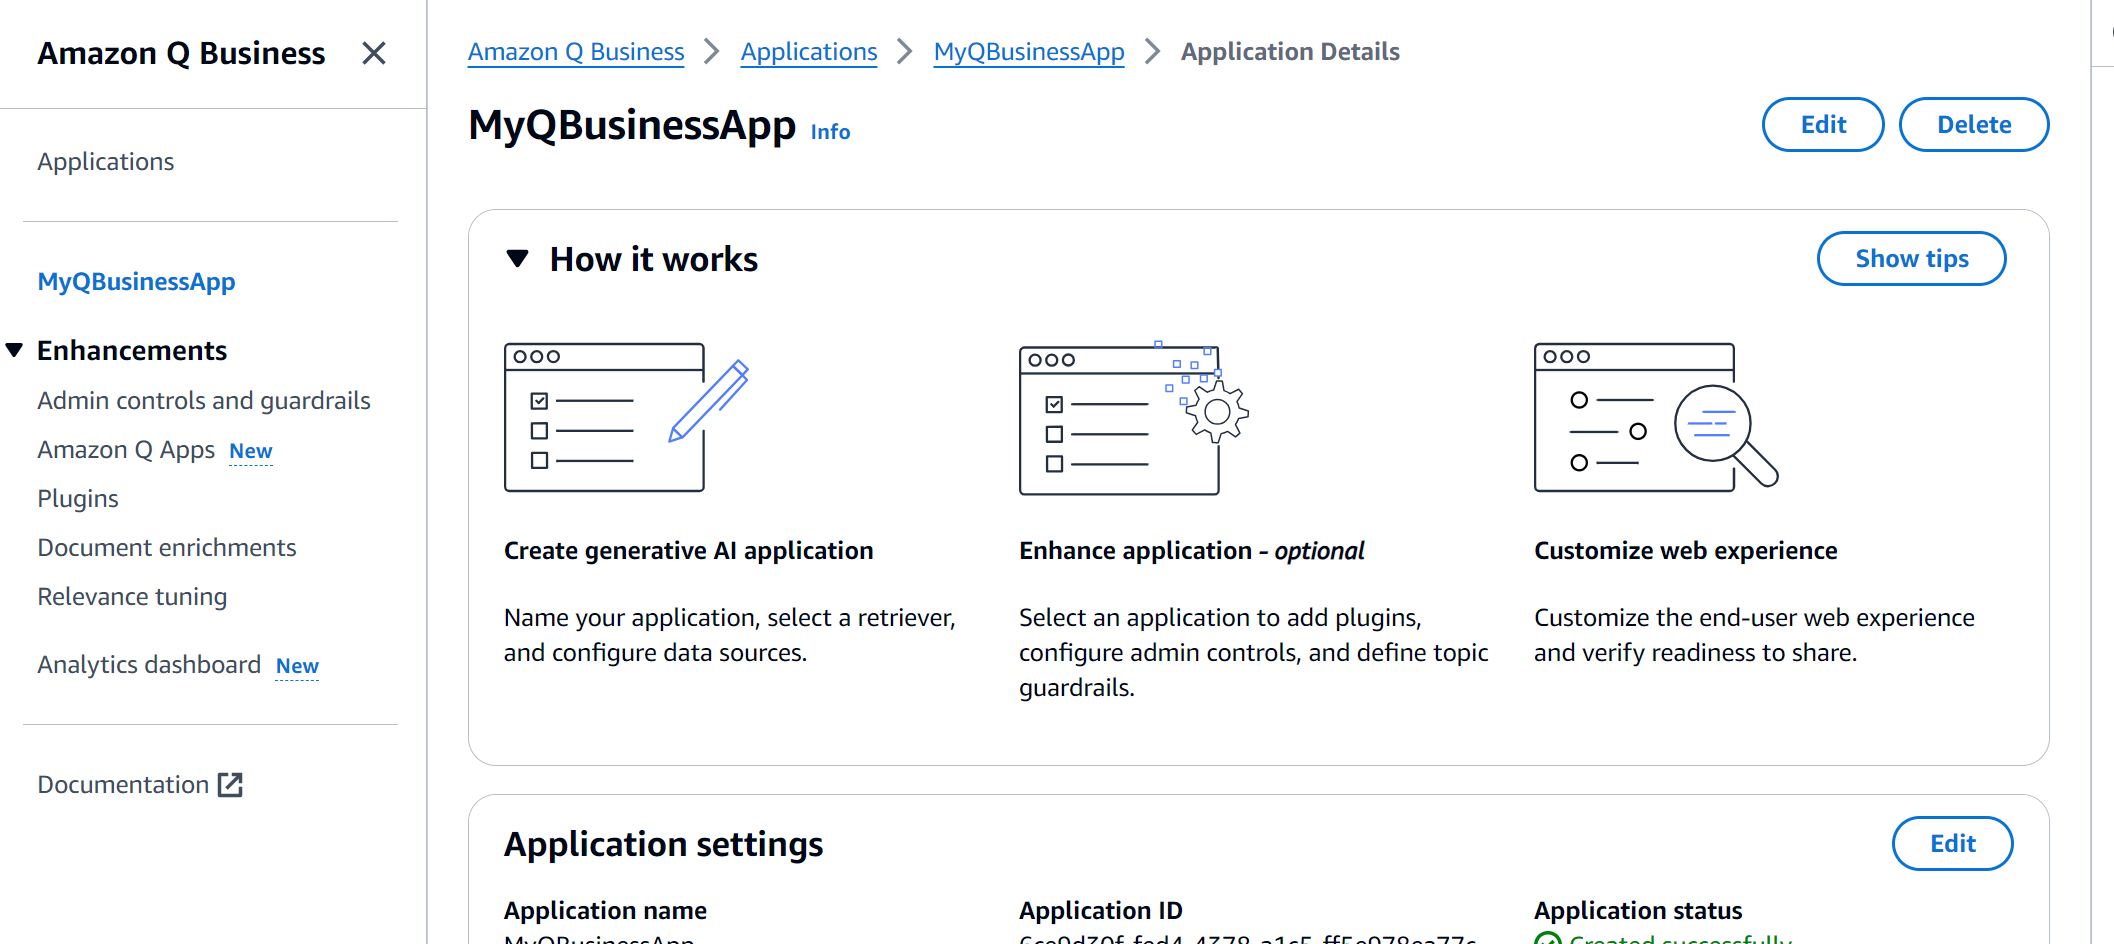 Amazon Q Business
Applications
MyQBusinessApp
Enhancements
Admin controls and guardrails
Amazon Q Apps New
Plugins
Document enrichments
Relevance tuning
Analytics dashboard New
Documentation
Amazon Q Business > Applications > MyQBusinessApp > Application Details
MyQBusinessApp Info
Edit Delete
How it works
Show tips
Create generative AI application
Name your application, select a retriever,
and configure data sources.
Enhance application - optional
Select an application to add plugins,
configure admin controls, and define topic
guardrails.
Customize web experience
Customize the end-user web experience
and verify readiness to share.
Application settings
Edit
Application name
MyQBusinessApp
Application ID
Application status
Created successfully